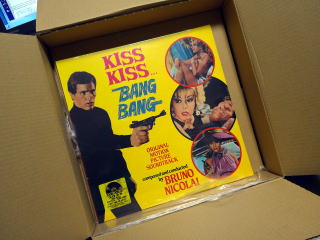 KISS
KISS...
BANG
BANG
ORIGINAL
MOTION
PICTURE
SOUNDTRACK
composed and conducted
by BRUNO
NICOLAI